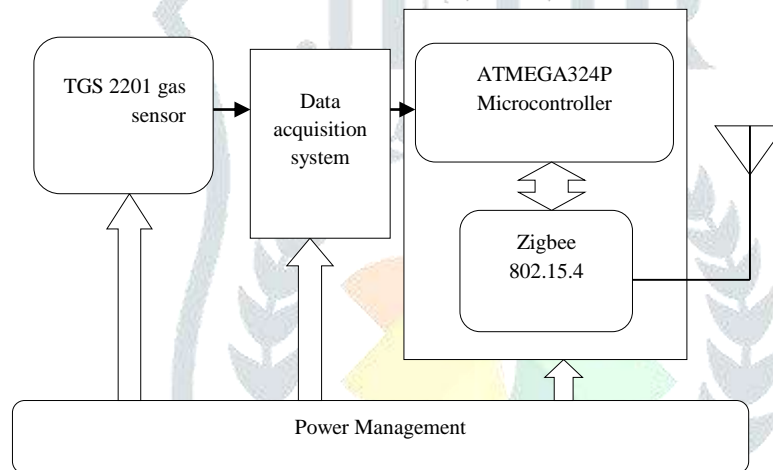 TGS 2201 gas
sensor
Data
acquisition
system
ATMEGA324P
Microcontroller
Zigbee
802.15.4
Power Management